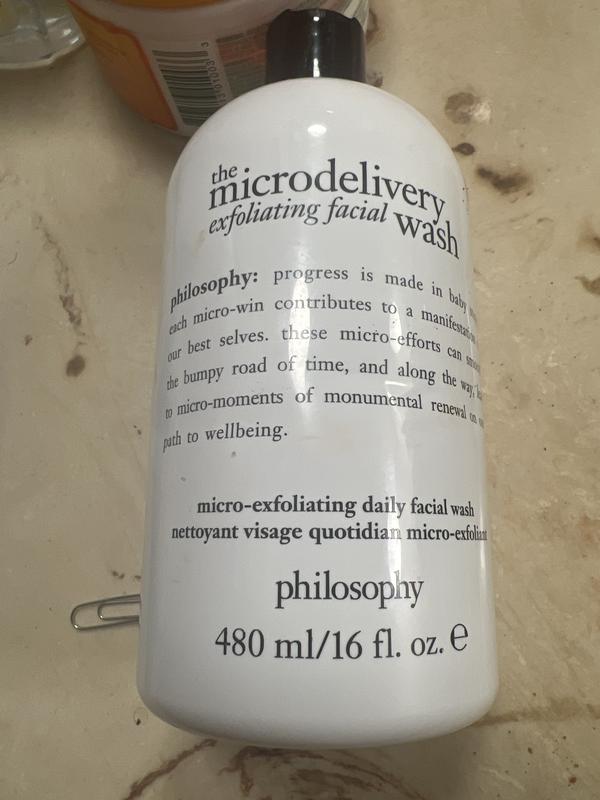 the
microdelivery
exfoliating facial wash
philosophy: progress is made in baby
each micro-win contributes to a
our best selves. these micro-efforts can
the bumpy road of time, and along the way,
to micro-moments of monumental renewal on
path to wellbeing.
micro-exfoliating daily facial wash
nettoyant visage quotidian micro-exfoliant
philosophy
480 ml/16 fl. oz. e